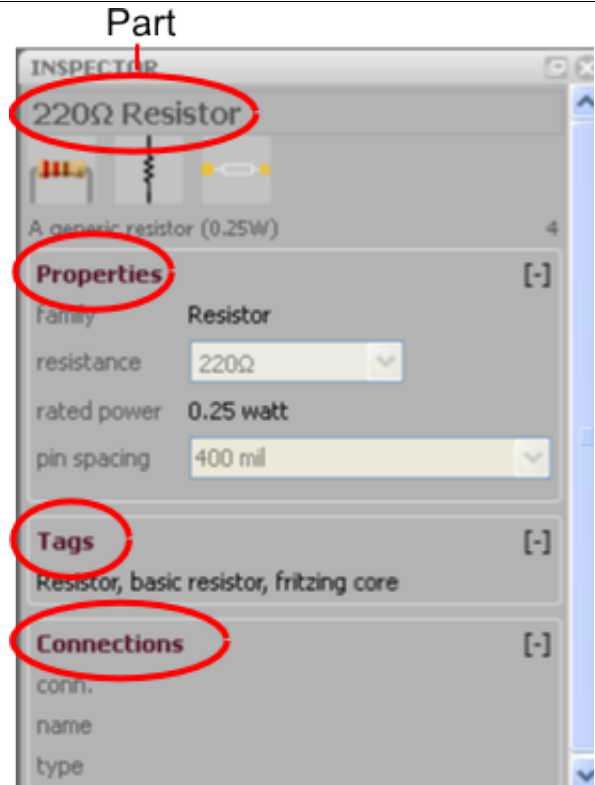 Part
INSPECTOR
220Ω Resistor
A generic resistor (0.25W) 4
Properties [-]
family Resistor
resistance 220Ω
rated power 0.25 watt
pin spacing 400 mil
Tags [-]
Resistor, basic resistor, fritzing core
Connections [-]
conn.
name
type